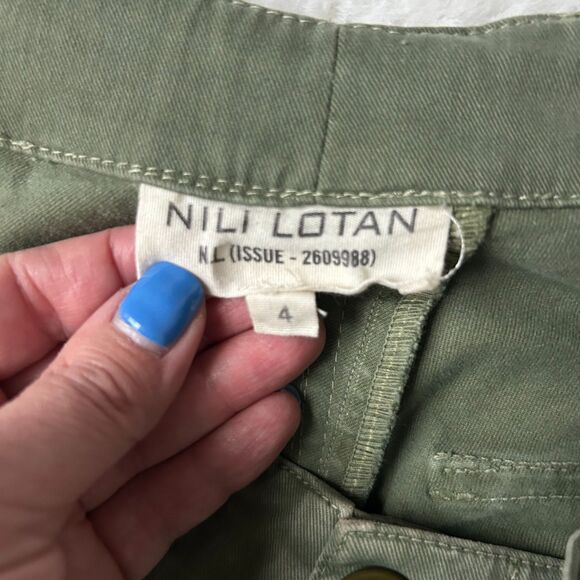 NILI LOTAN
N.L (ISSUE - 2609988)
4